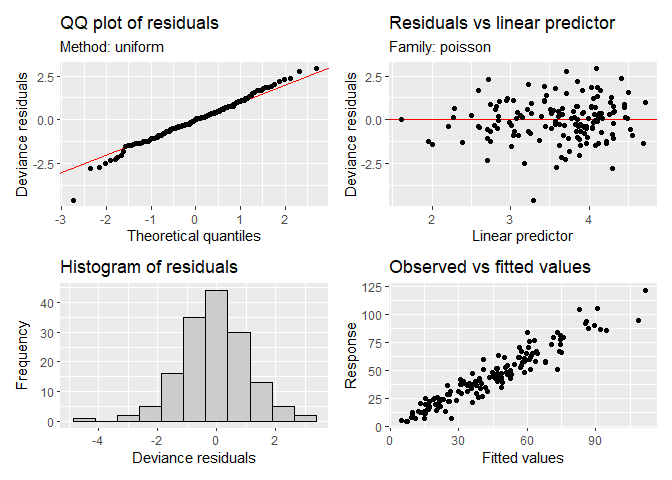 QQ plot of residuals
Method: uniform
Deviance residuals
2.5
0.0
-2.5
-3
-2
-1
0
1
2
Theoretical quantiles
Residuals vs linear predictor
Family: poisson
Deviance residuals
2.5
0.0
-2.5
2
3
4
Linear predictor
Histogram of residuals
Frequency
40
30
20
10
0
-4
-2
0
2
Deviance residuals
Observed vs fitted values
Response
125
100
75
50
25
0
0
30
60
90
Fitted values